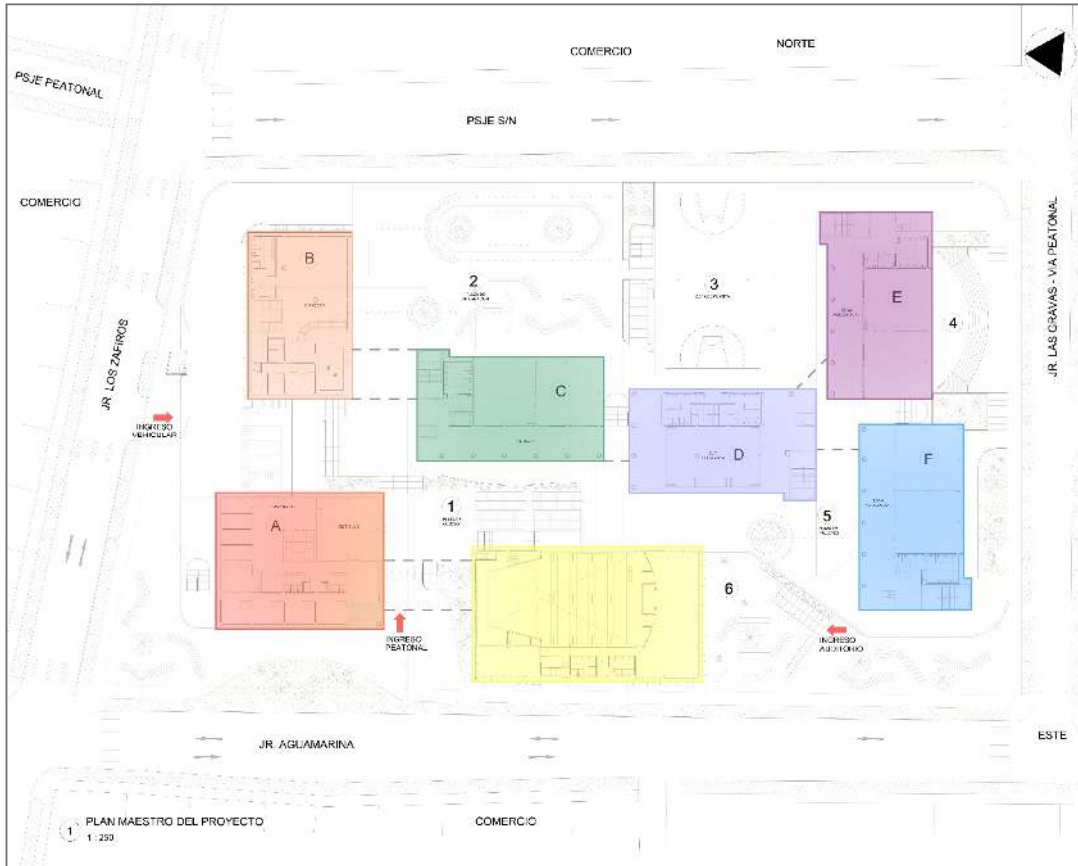 COMERCIO
NORTE
PSJE PEATONAL
PSJE S/N
COMERCIO
JR. LOS ZAFIROS
JR. LAS GRAVAS - VIA PEATONAL
B
2
3
E
4
C
INGRESO
VEHICULAR
D
F
A
1
5
6
INGRESO
PEATONAL
INGRESO
AUDITORIO
JR. AGUAMARINA
ESTE
1
PLAN MAESTRO DEL PROYECTO
1 : 250
COMERCIO